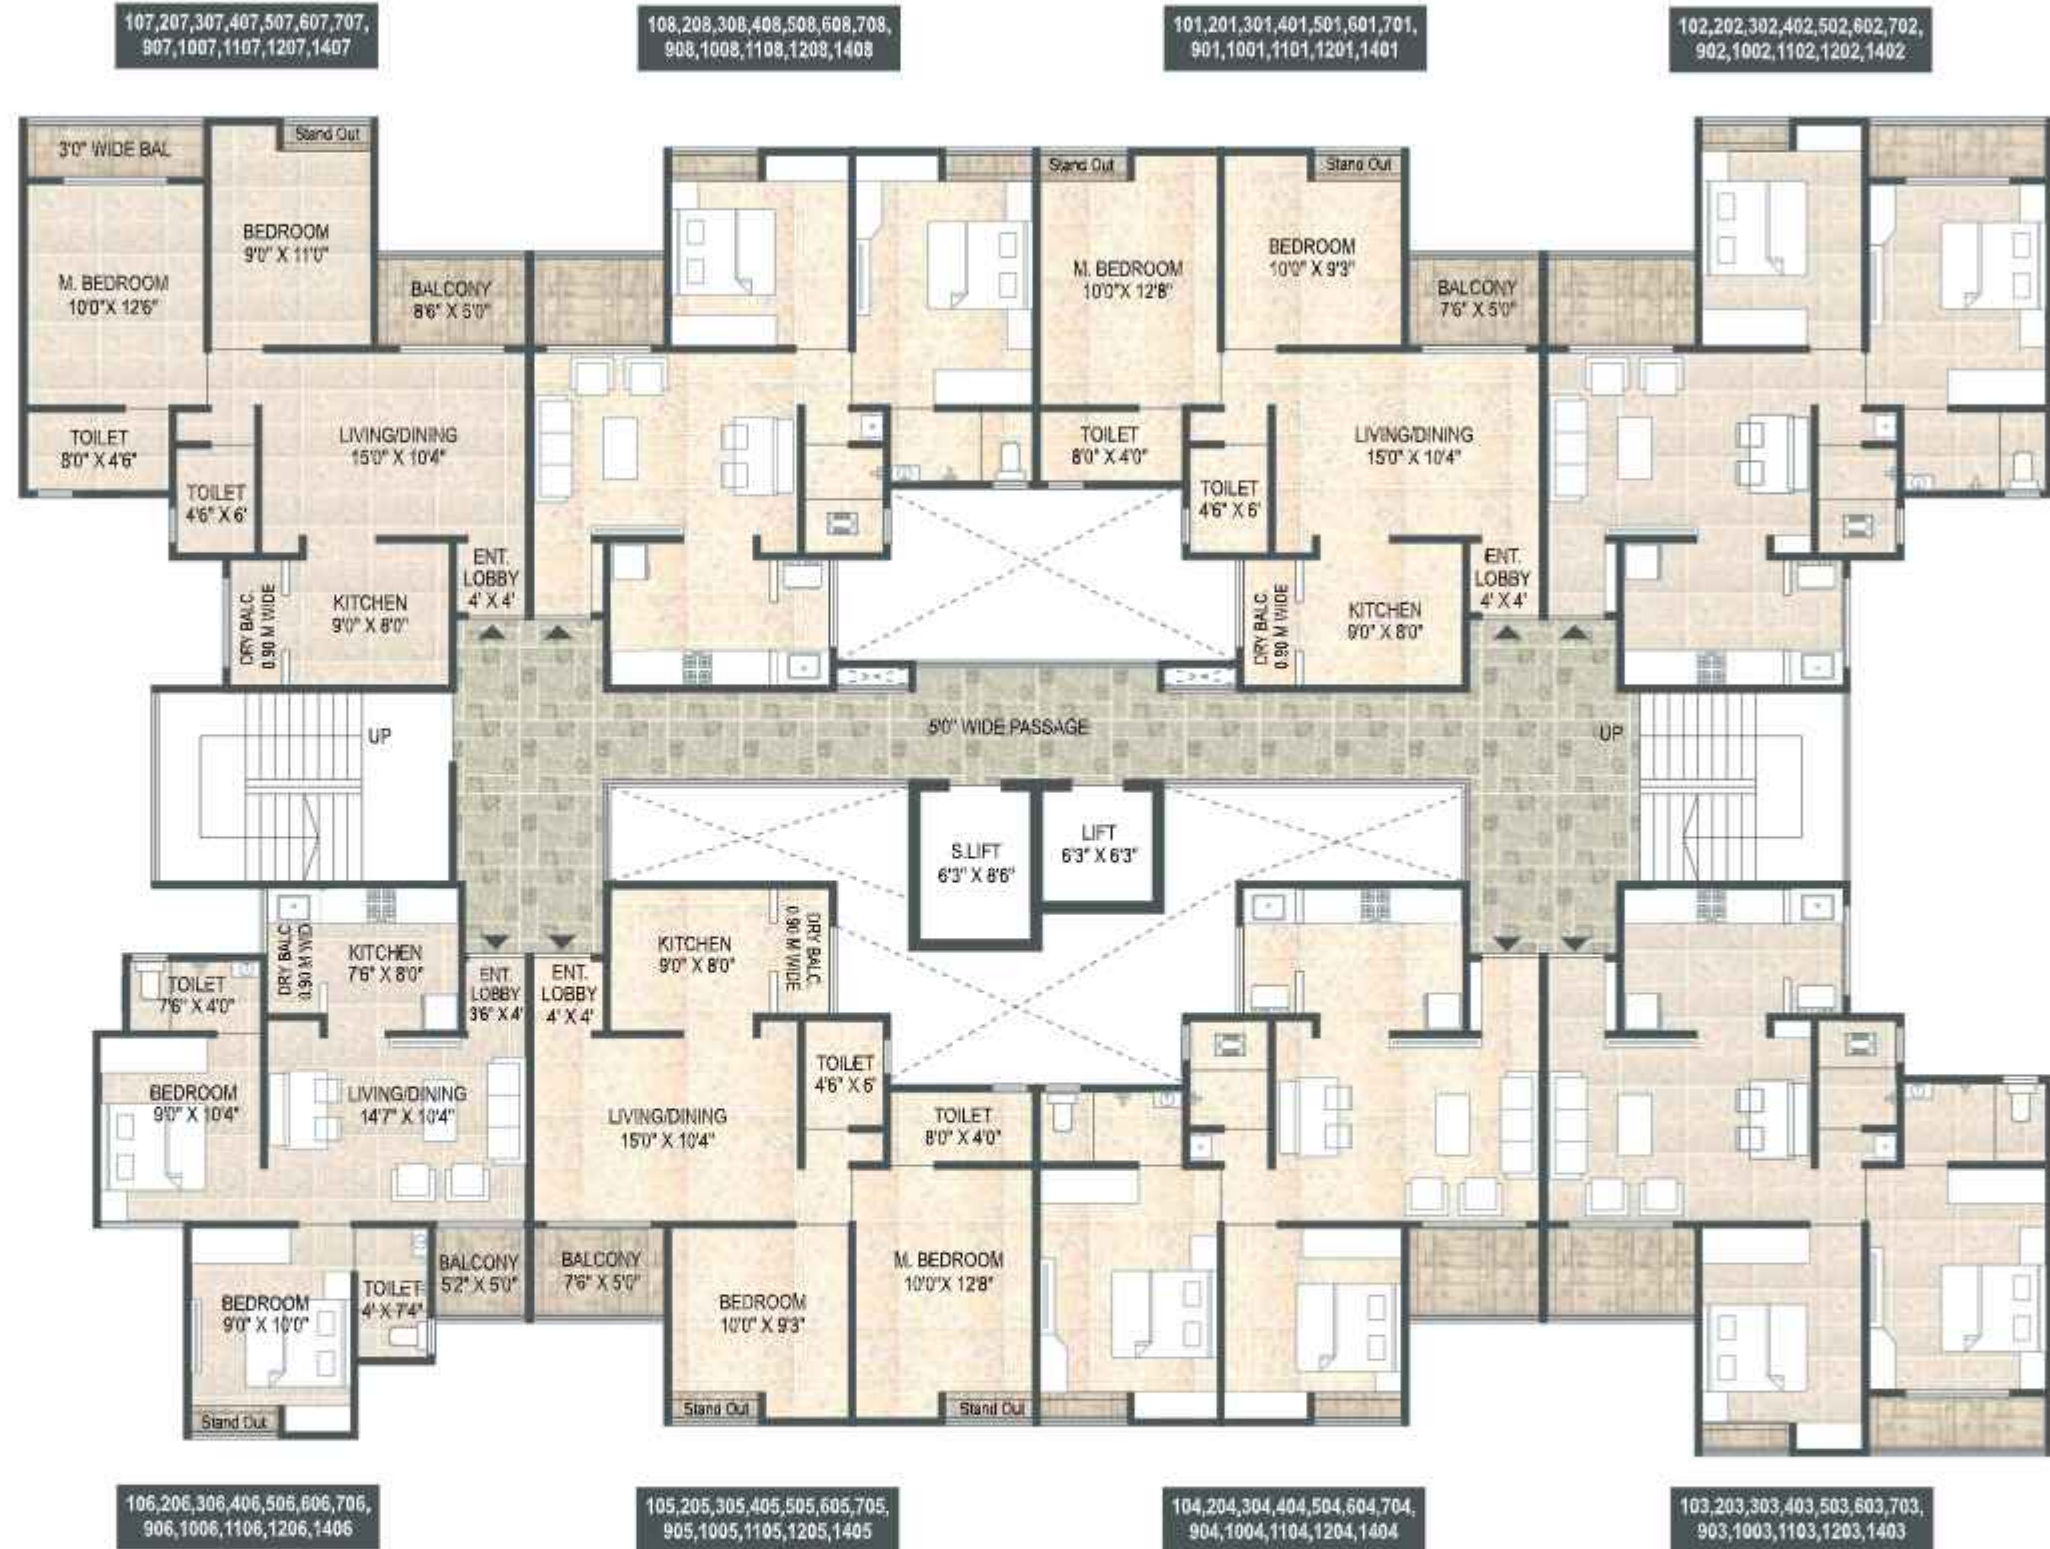 107,207,307,407,507,607,707,
907,1007,1107,1207,1407
108,208,308,408,508,608,708,
908,1008,1108,1208,1408
101,201,301,401,501,601,701,
901,1001,1101,1201,1401
102,202,302,402,502,602,702,
902,1002,1102,1202,1402
3'0" WIDE BAL
Stand Out
BEDROOM
9'0" X 11'0"
M. BEDROOM
10'0"X 12'6"
BALCONY
8'6" X 5'0"
TOILET
8'0" X 4'6"
TOILET
4'6" X 6'
LIVING/DINING
15'0" X 10'4"
ENT.
LOBBY
4' X 4'
DRY BALC.
0.90 M WIDE
KITCHEN
9'0" X 8'0"
Stand Out
Stand Out
M. BEDROOM
10'0"X 12'8"
BEDROOM
10'0" X 9'3"
BALCONY
7'6" X 5'0"
TOILET
8'0" X 4'0"
TOILET
4'6" X 6'
LIVING/DINING
15'0" X 10'4"
ENT.
LOBBY
4' X 4'
DRY BALC.
0.90 M WIDE
KITCHEN
9'0" X 8'0"
UP
5'0" WIDE PASSAGE
UP
S.LIFT
6'3" X 8'6"
LIFT
6'3" X 6'3"
TOILET
7'6" X 4'0"
DRY BALC
0.90 M WID
KITCHEN
7'6" X 8'0"
ENT.
LOBBY
3'6" X 4'
BEDROOM
9'0" X 10'4"
LIVING/DINING
14'7" X 10'4"
BEDROOM
9'0" X 10'0"
TOILET
4' X 7'4"
BALCONY
5'2" X 5'0"
Stand Out
ENT.
LOBBY
4' X 4'
KITCHEN
9'0" X 8'0"
DRY BALC.
0.90 M WIDE
TOILET
4'6" X 6'
LIVING/DINING
15'0" X 10'4"
TOILET
8'0" X 4'0"
BALCONY
7'6" X 5'0"
BEDROOM
10'0" X 9'3"
M. BEDROOM
10'0"X 12'8"
Stand Out
Stand Out
106,206,306,406,506,606,706,
906,1006,1106,1206,1406
105,205,305,405,505,605,705,
905,1005,1105,1205,1405
104,204,304,404,504,604,704,
904,1004,1104,1204,1404
103,203,303,403,503,603,703,
903,1003,1103,1203,1403